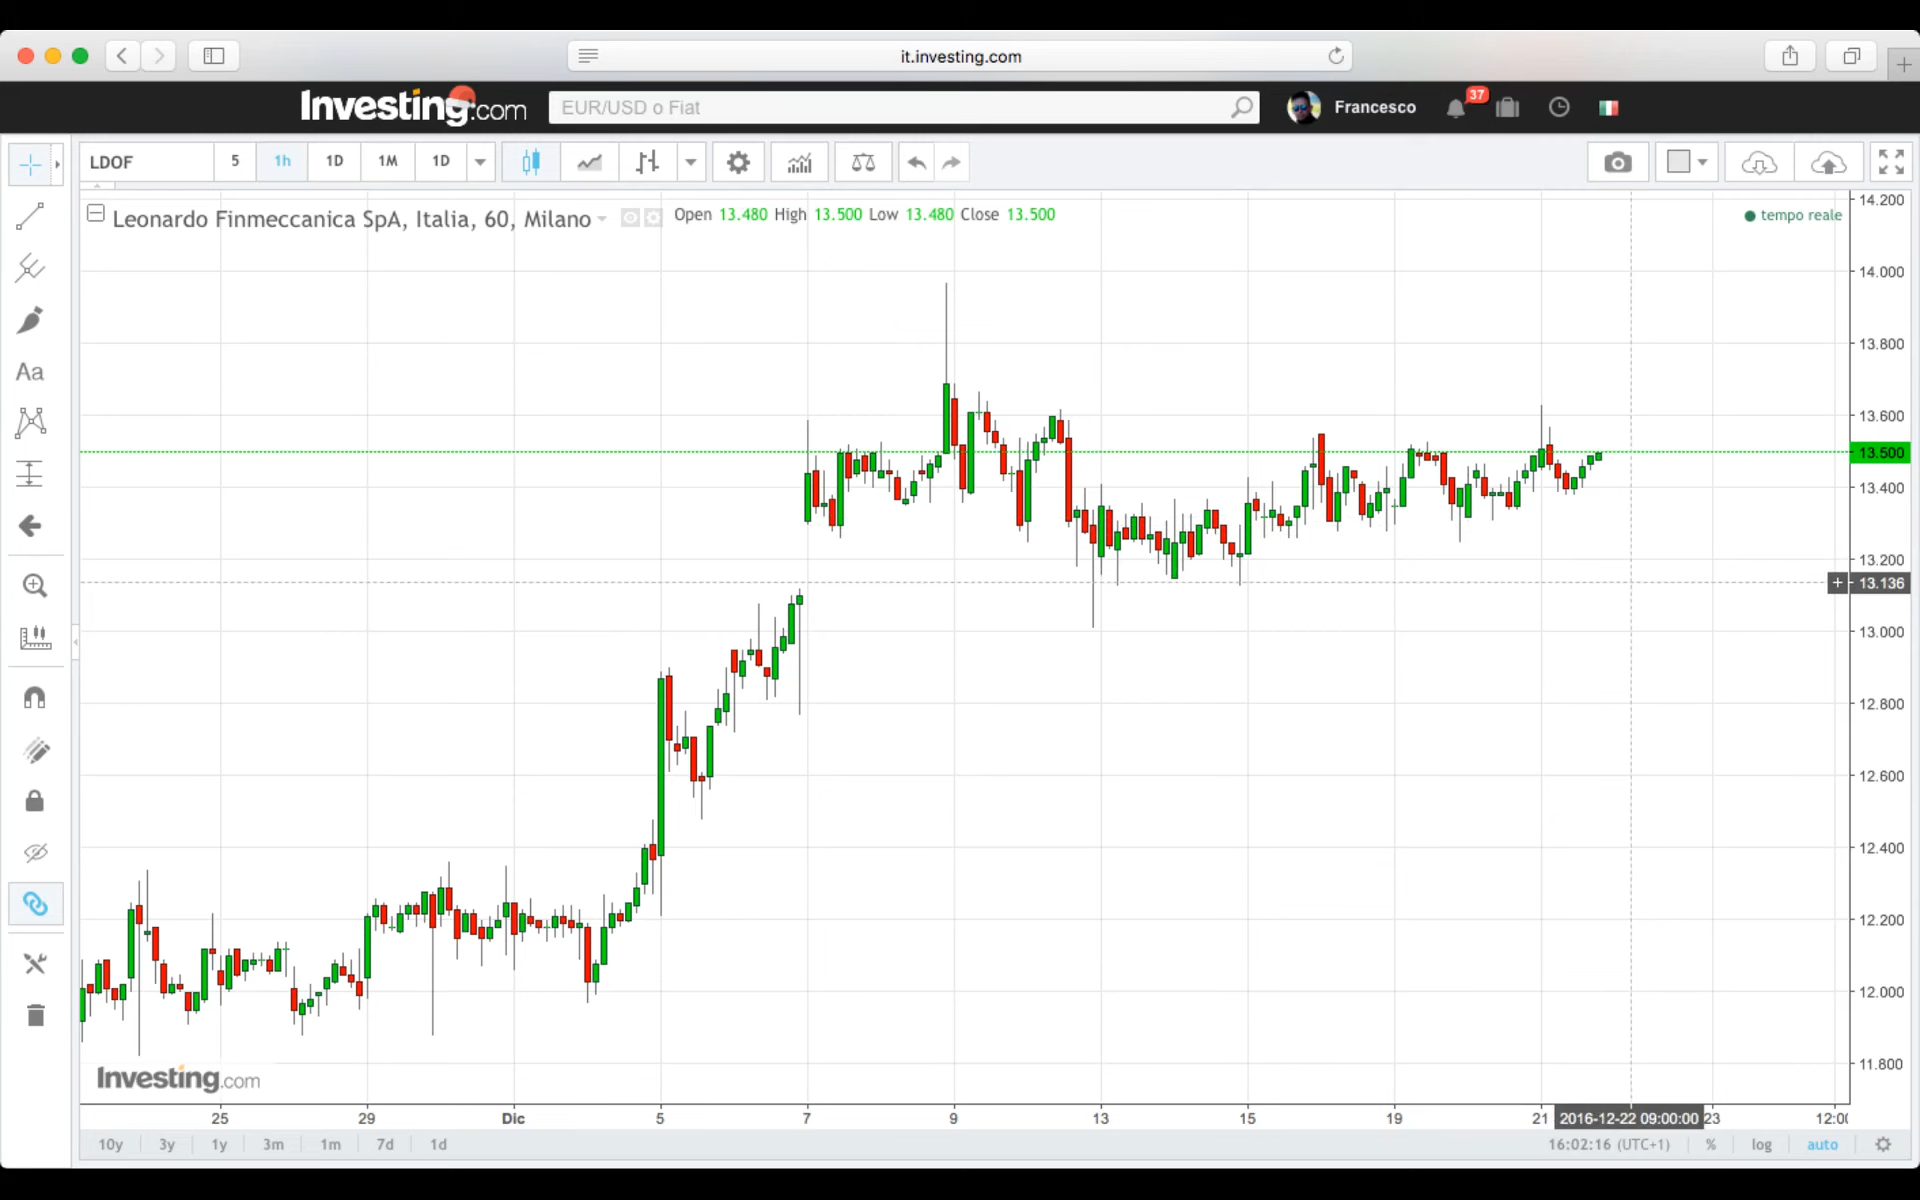 it.investing.com
Investing.com
EUR/USD o Fiat
Francesco
37
LDOF
5
1h
1D
1M
1D
Leonardo Finmeccanica SpA, Italia, 60, Milano
Open 13.480 High 13.500 Low 13.480 Close 13.500
tempo reale
Aa
14.200
14.000
13.800
13.600
13.500
13.400
13.200
13.136
13.000
12.800
12.600
12.400
12.200
12.000
11.800
Investing.com
25 29 Dic 5 7 9 13 15 19 21 2016-12-22 09:00:00 23
10y 3y 1y 3m 1m 7d 1d
16:02:16 (UTC+1) % log auto